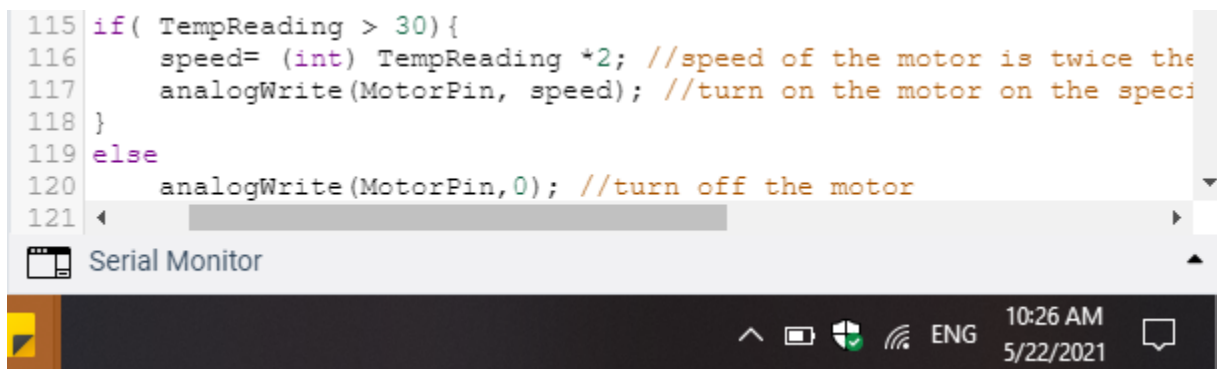 115 if( TempReading > 30){
116 speed= (int) TempReading *2; //speed of the motor is twice the
117 analogWrite(MotorPin, speed); //turn on the motor on the speci
118 }
119 else
120 analogWrite(MotorPin,0); //turn off the motor
121
Serial Monitor
ENG
10:26 AM
5/22/2021